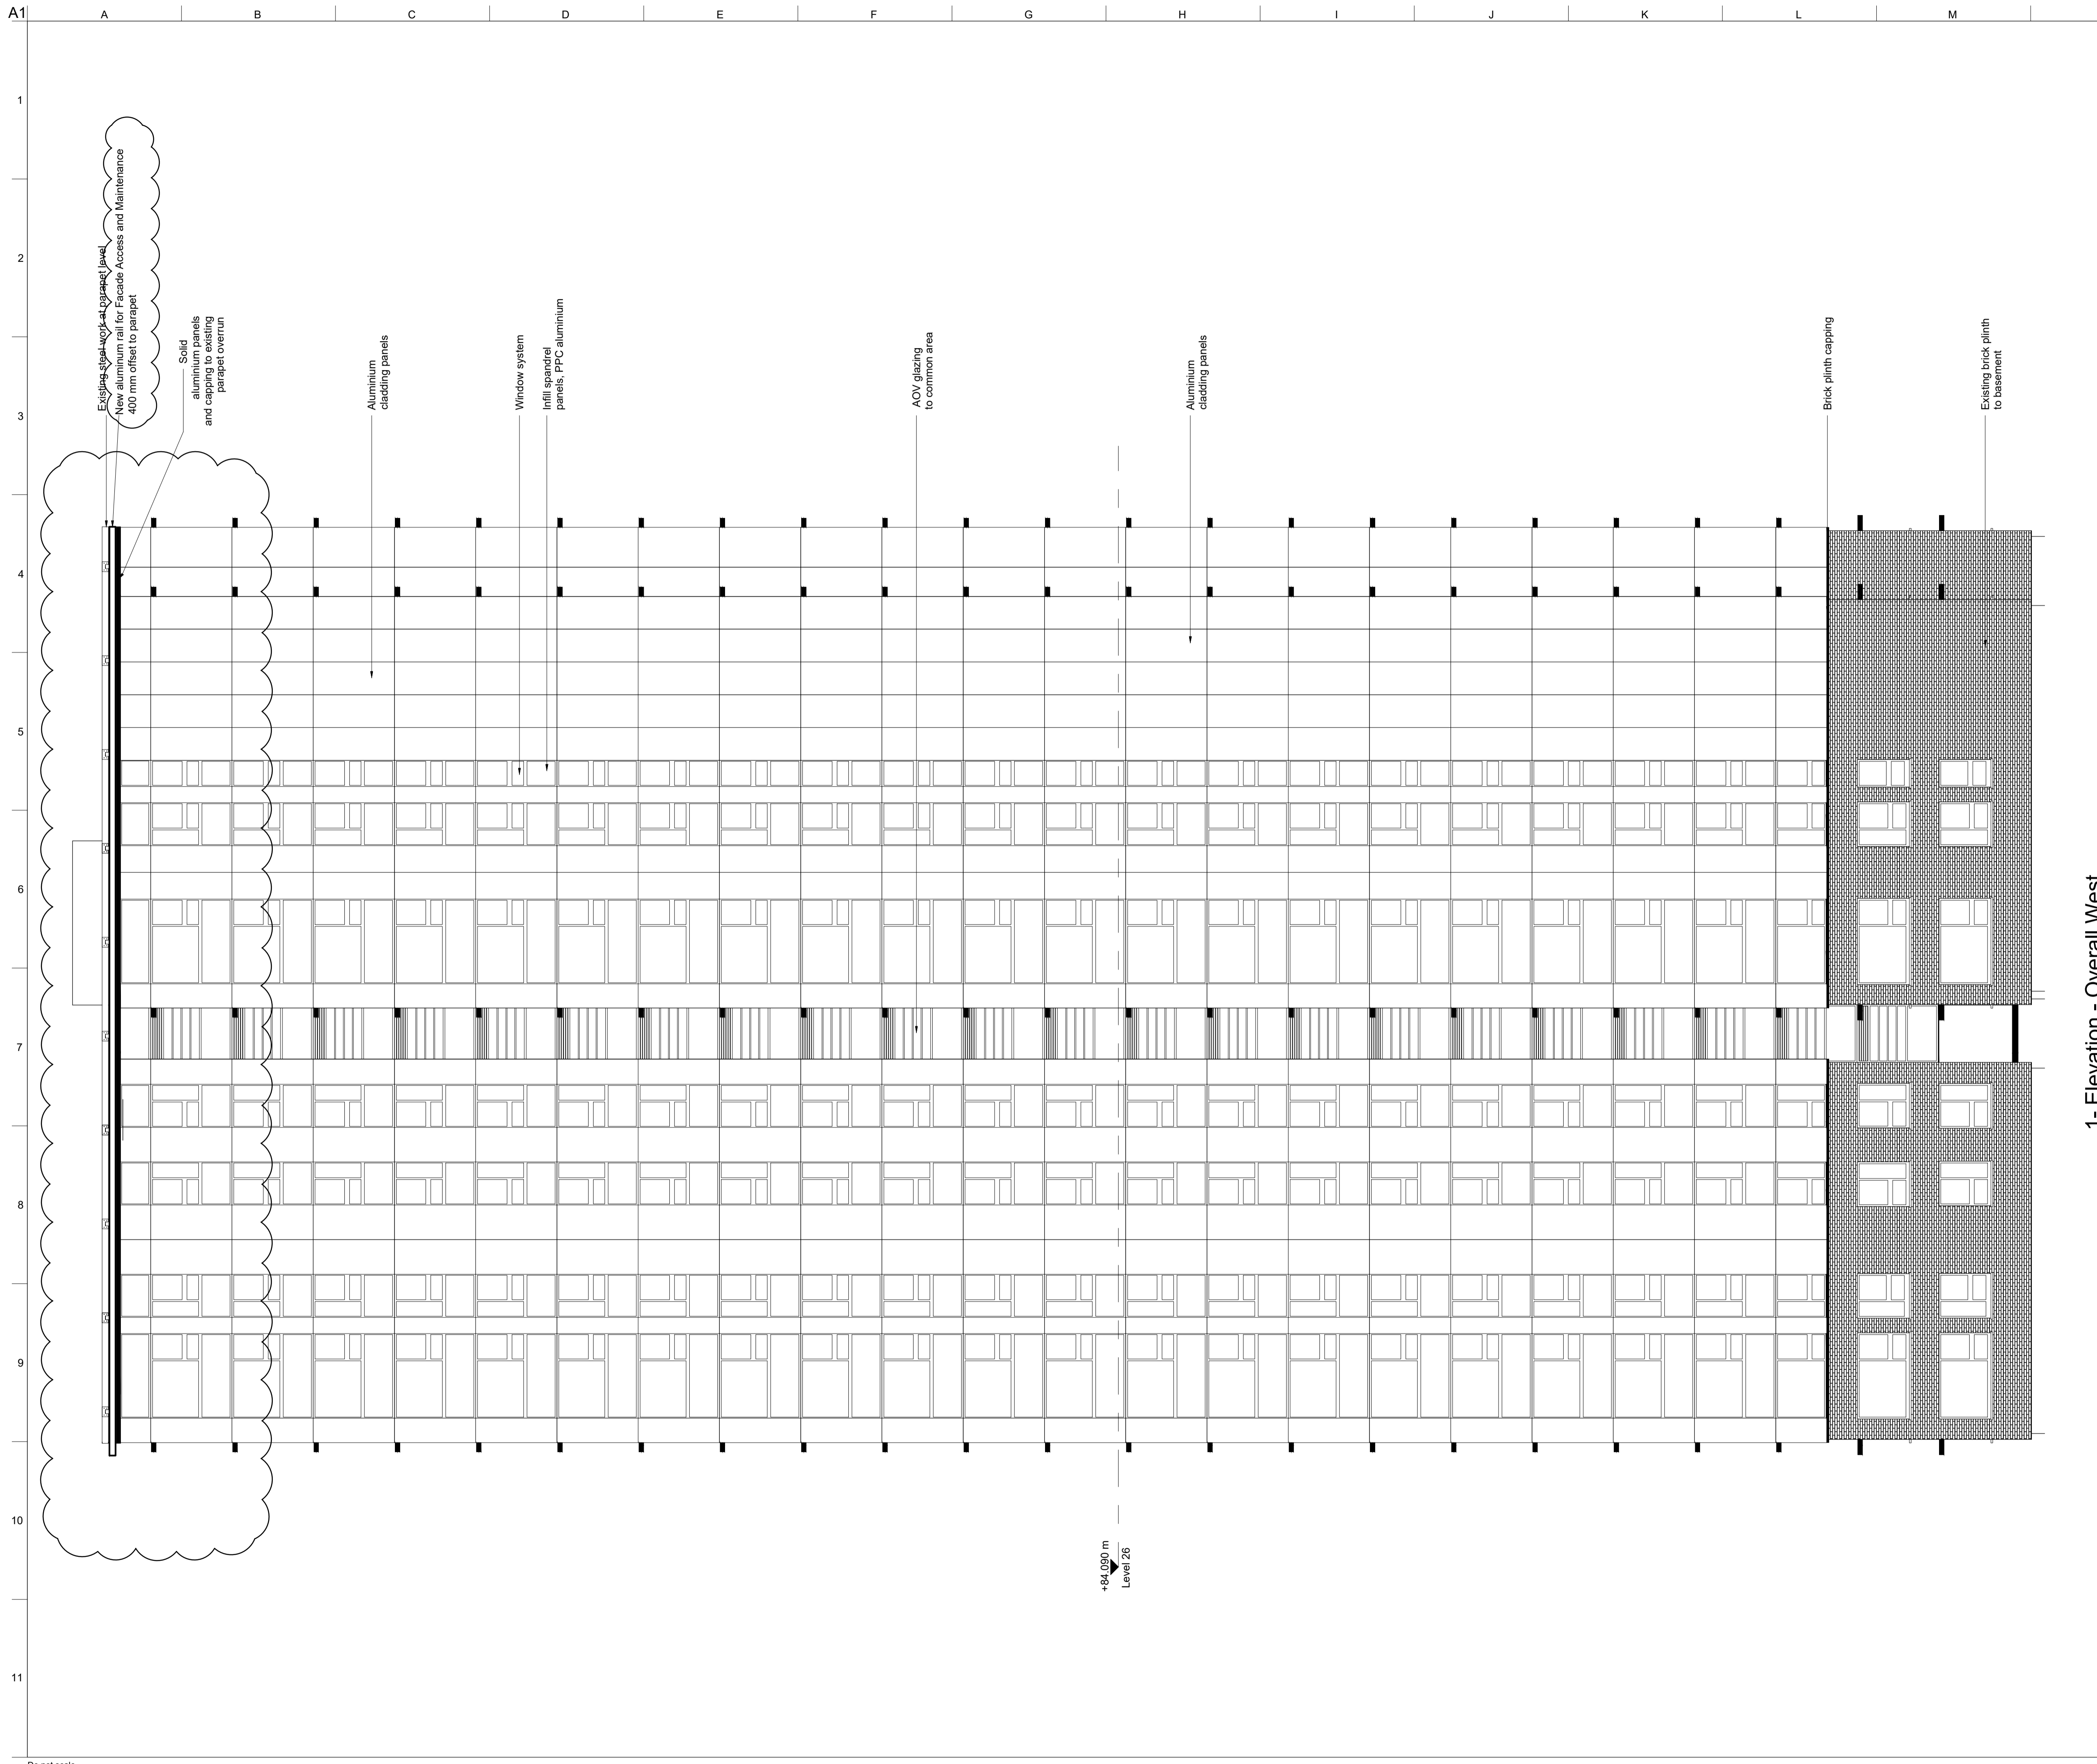 A1
A
B
C
D
E
F
G
H
I
J
K
L
M
1
2
3
4
5
6
7
8
9
10
11
Existing steel work at parapet level
New aluminum rail for Facade Access and Maintenance
400 mm offset to parapet
Solid
aluminium panels
and capping to existing
parapet overrun
Aluminium
cladding panels
Window system
Infill spandrel
panels, PPC aluminium
AOV glazing
to common area
Aluminium
cladding panels
Brick plinth capping
Existing brick plinth
to basement
+84.090 m
Level 26
1- Elevation - Overall West